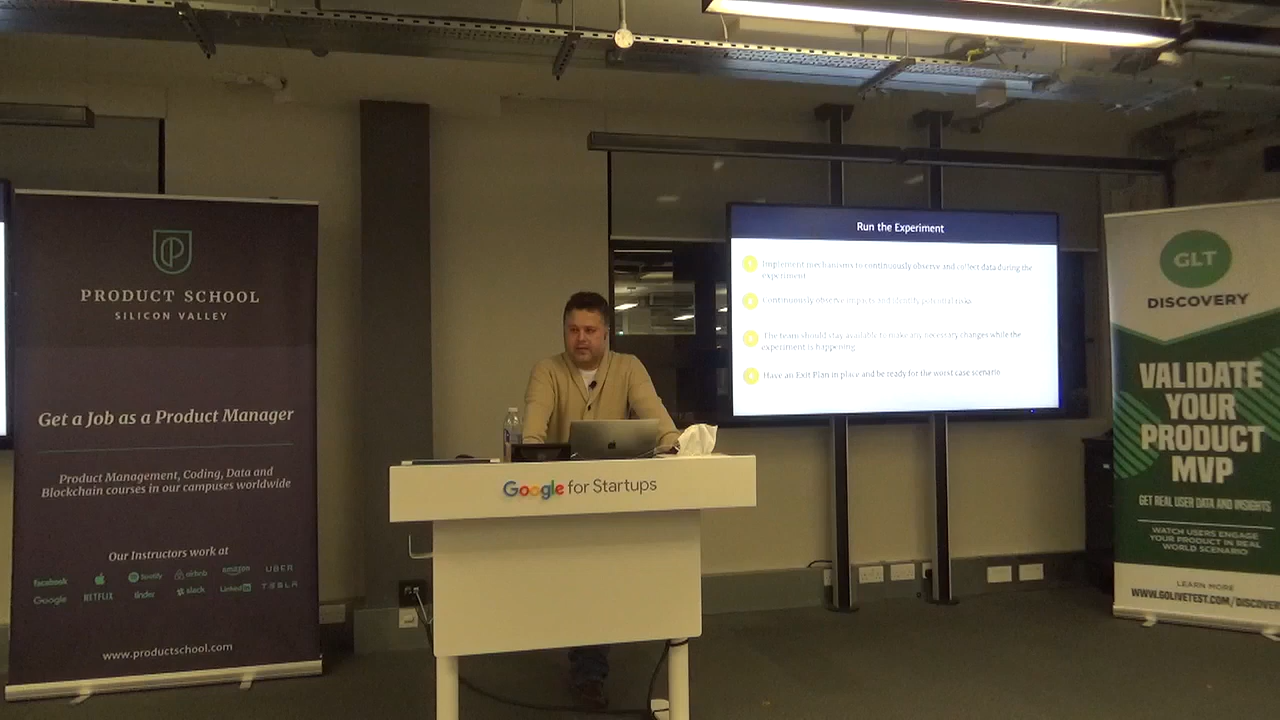 PRODUCT SCHOOL
SILICON VALLEY
Get a Job as a Product Manager
Product Management, Coding, Data and
Blockchain courses in our campuses worldwide
Our Instructors work at
facebook
Spotify
airbnb
amazon
UBER
Google
NETFLIX
tinder
slack
LinkedIn
TESLA
www.productschool.com
Google for Startups
Run the Experiment
Implement mechanisms to continuously observe and collect data during the
experiment
Continuously observe impacts and identify potential risks
The team should stay available to make any necessary changes while the
experiment is happening
Have an Exit Plan in place and be ready for the worst case scenario
GLT
DISCOVERY
VALIDATE
YOUR
PRODUCT
MVP
GET REAL USER DATA AND INSIGHTS
WATCH USERS ENGAGE
YOUR PRODUCT IN REAL
WORLD SCENARIO
LEARN MORE
WWW.GOLIVETEST.COM/DISCOVER